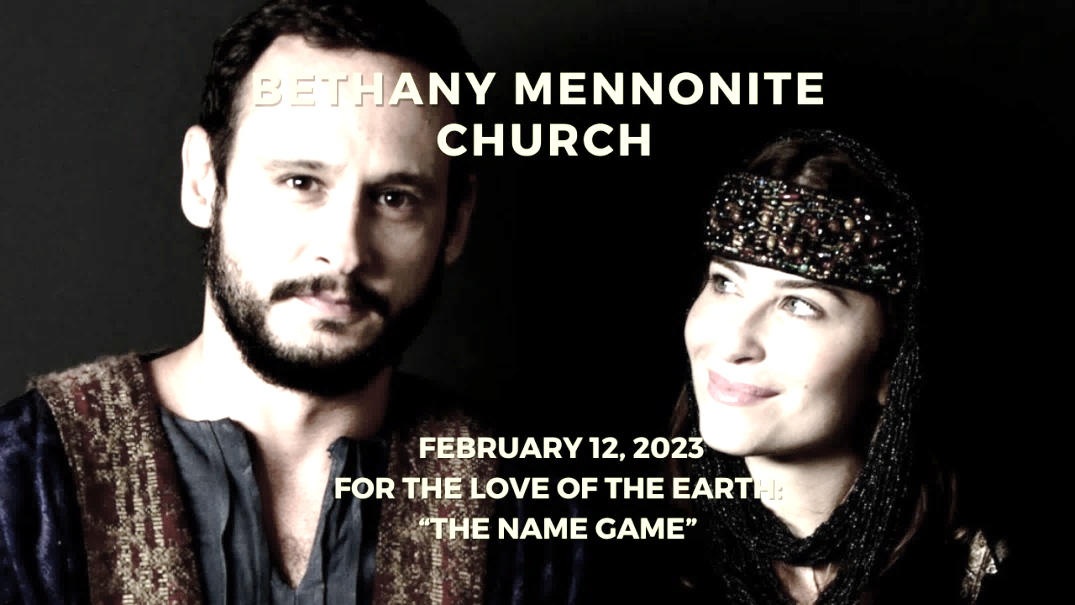 BETHANY MENNONITE
CHURCH
FEBRUARY 12, 2023
FOR THE LOVE OF THE EARTH:
“THE NAME GAME”